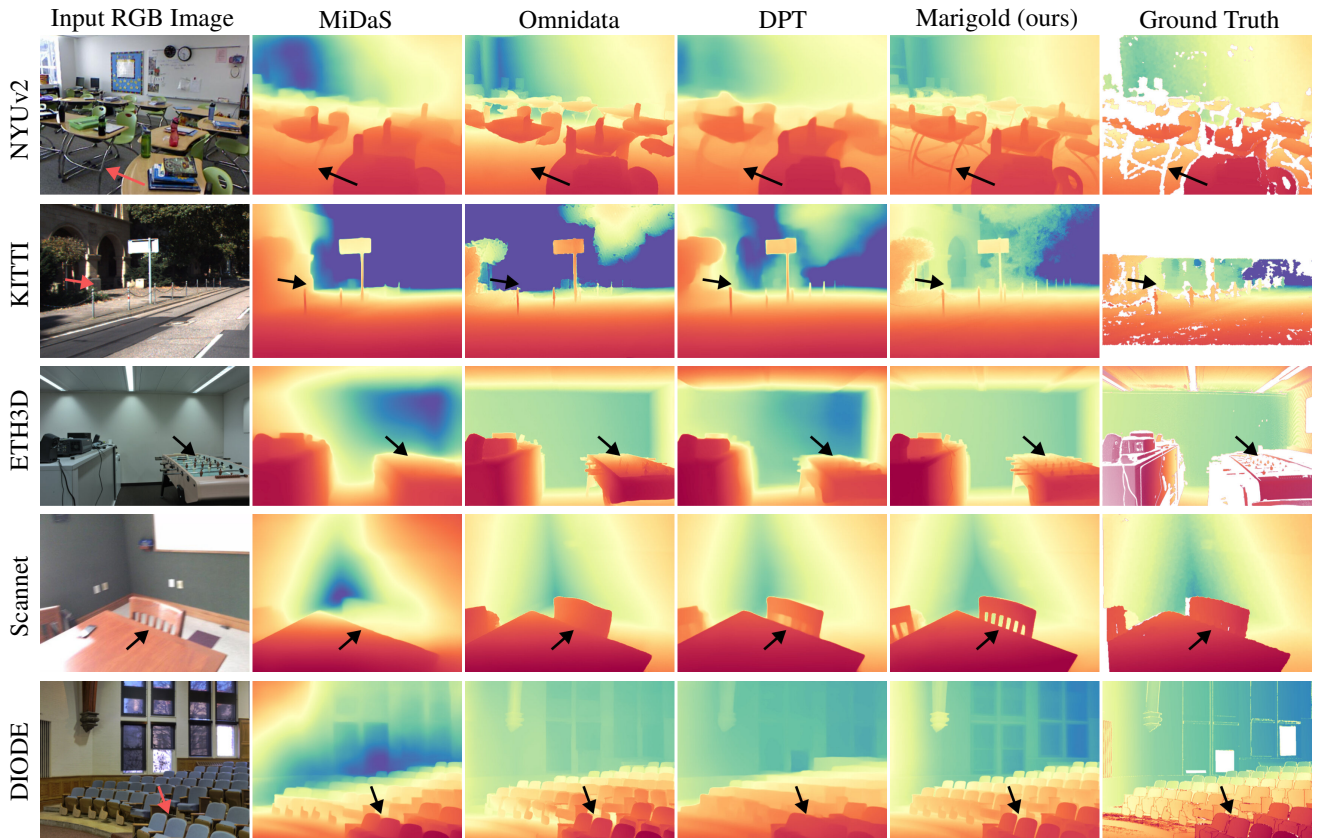 Input RGB Image MiDaS Omnidata DPT Marigold (ours) Ground Truth
NYUv2
KITTI
ETH3D
Scannet
DIODE